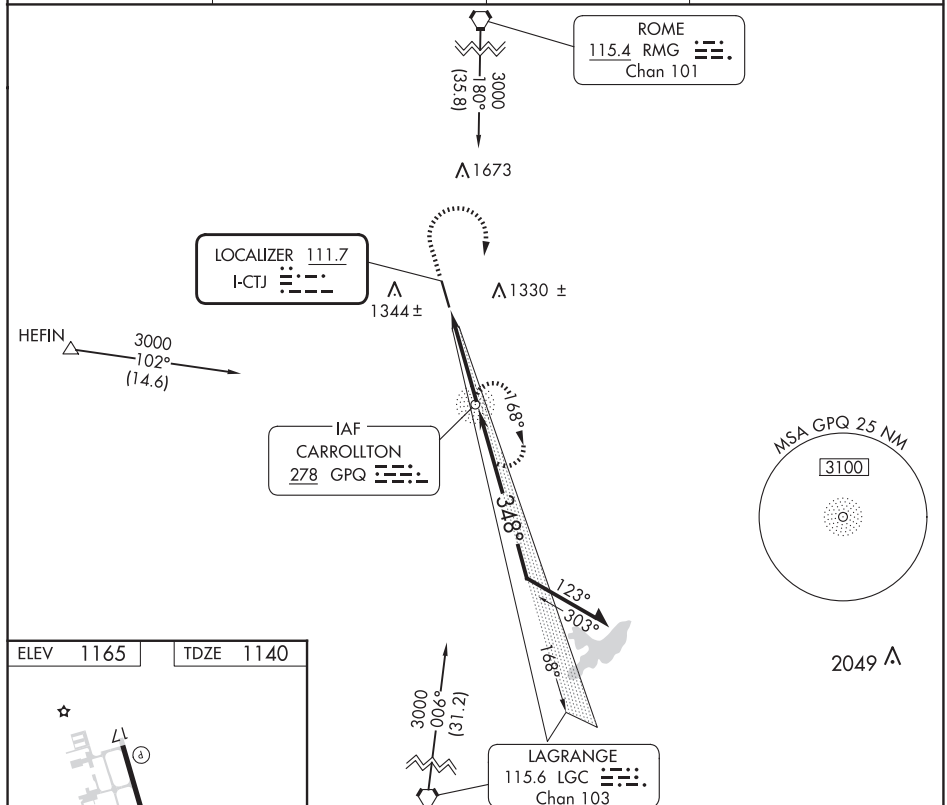 ROME
115.4 RMG
Chan 101
3000
180°
(35.8)
1673
LOCALIZER 111.7
I-CTJ
1344 ±
1330 ±
HEFIN
3000
102°
(14.6)
IAF
CARROLLTON
278 GPQ
168°
MSA GPQ 25 NM
3100
348°
123°
303°
168°
2049
ELEV 1165
TDZE 1140
17
P
3000
006°
(31.2)
LAGRANGE
115.6 LGC
Chan 103